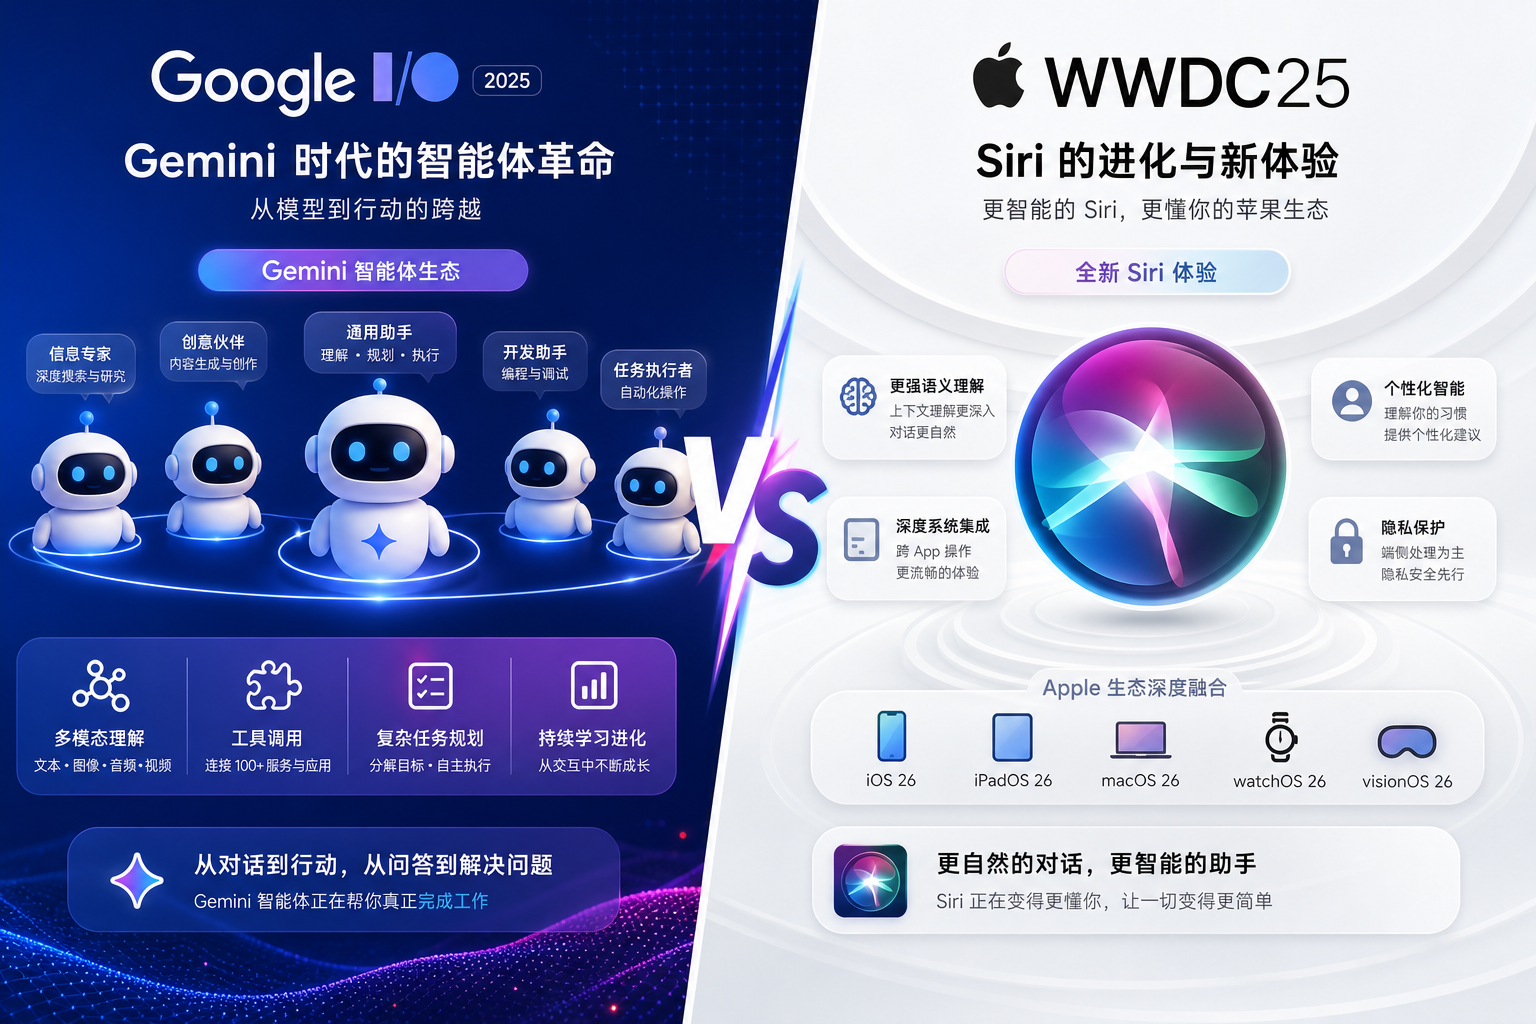 Google I/O 2025
Gemini 时代的智能体革命
从模型到行动的跨越
Gemini 智能体生态
信息专家
深度搜索与研究
创意伙伴
内容生成与创作
通用助手
理解 • 规划 • 执行
开发助手
编程与调试
任务执行者
自动化操作
多模态理解
文本 • 图像 • 音频 • 视频
工具调用
连接 100+ 服务与应用
复杂任务规划
分解目标 • 自主执行
持续学习进化
从交互中不断成长
从对话到行动，从问答到解决问题
Gemini 智能体正在帮你真正完成工作
VS
WWDC25
Siri 的进化与新体验
更智能的 Siri，更懂你的苹果生态
全新 Siri 体验
更强语义理解
上下文理解更深入
对话更自然
个性化智能
理解你的习惯
提供个性化建议
深度系统集成
跨 App 操作
更流畅的体验
隐私保护
端侧处理为主
隐私安全先行
Apple 生态深度融合
iOS 26
iPadOS 26
macOS 26
watchOS 26
visionOS 26
更自然的对话，更智能的助手
Siri 正在变得更懂你，让一切变得更简单